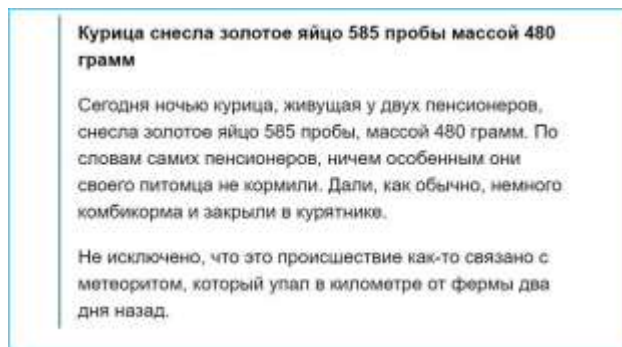 Курица снесла золотое яйцо 585 пробы массой 480
грамм
Сегодня ночью курица, живущая у двух пенсионеров,
снесла золотое яйцо 585 пробы, массой 480 грамм. По
словам самих пенсионеров, ничем особенным они
своего питомца не кормили. Дали, как обычно, немного
комбикорма и закрыли в курятнике.
Не исключено, что это происшествие как-то связано с
метеоритом, который упал в километре от фермы два
дня назад.